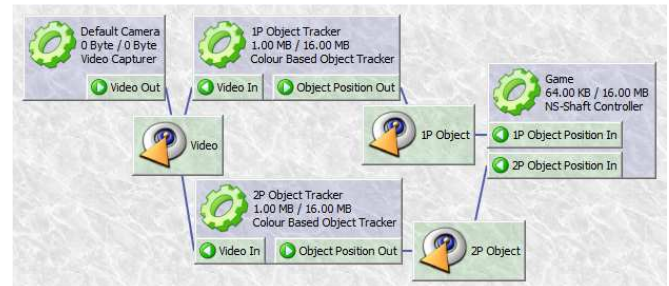 Default Camera
0 Byte / 0 Byte
Video Capturer
Video Out
1P Object Tracker
1.00 MB / 16.00 MB
Colour Based Object Tracker
Video In
Object Position Out
Game
64.00 KB / 16.00 MB
NS-Shaft Controller
1P Object Position In
2P Object Position In
Video
1P Object
2P Object Tracker
1.00 MB / 16.00 MB
Colour Based Object Tracker
Video In
Object Position Out
2P Object